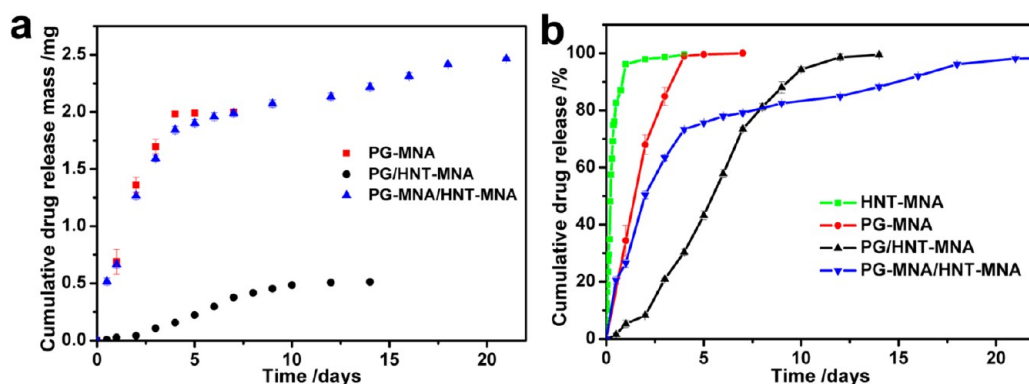 a
Cumulative drug release mass /mg
2.5
2.0
1.5
1.0
0.5
0.0
PG-MNA
PG/HNT-MNA
PG-MNA/HNT-MNA
0 5 10 15 20
Time /days
b
Cumulative drug release /%
100
80
60
40
20
0
HNT-MNA
PG-MNA
PG/HNT-MNA
PG-MNA/HNT-MNA
0 5 10 15 20
Time /days